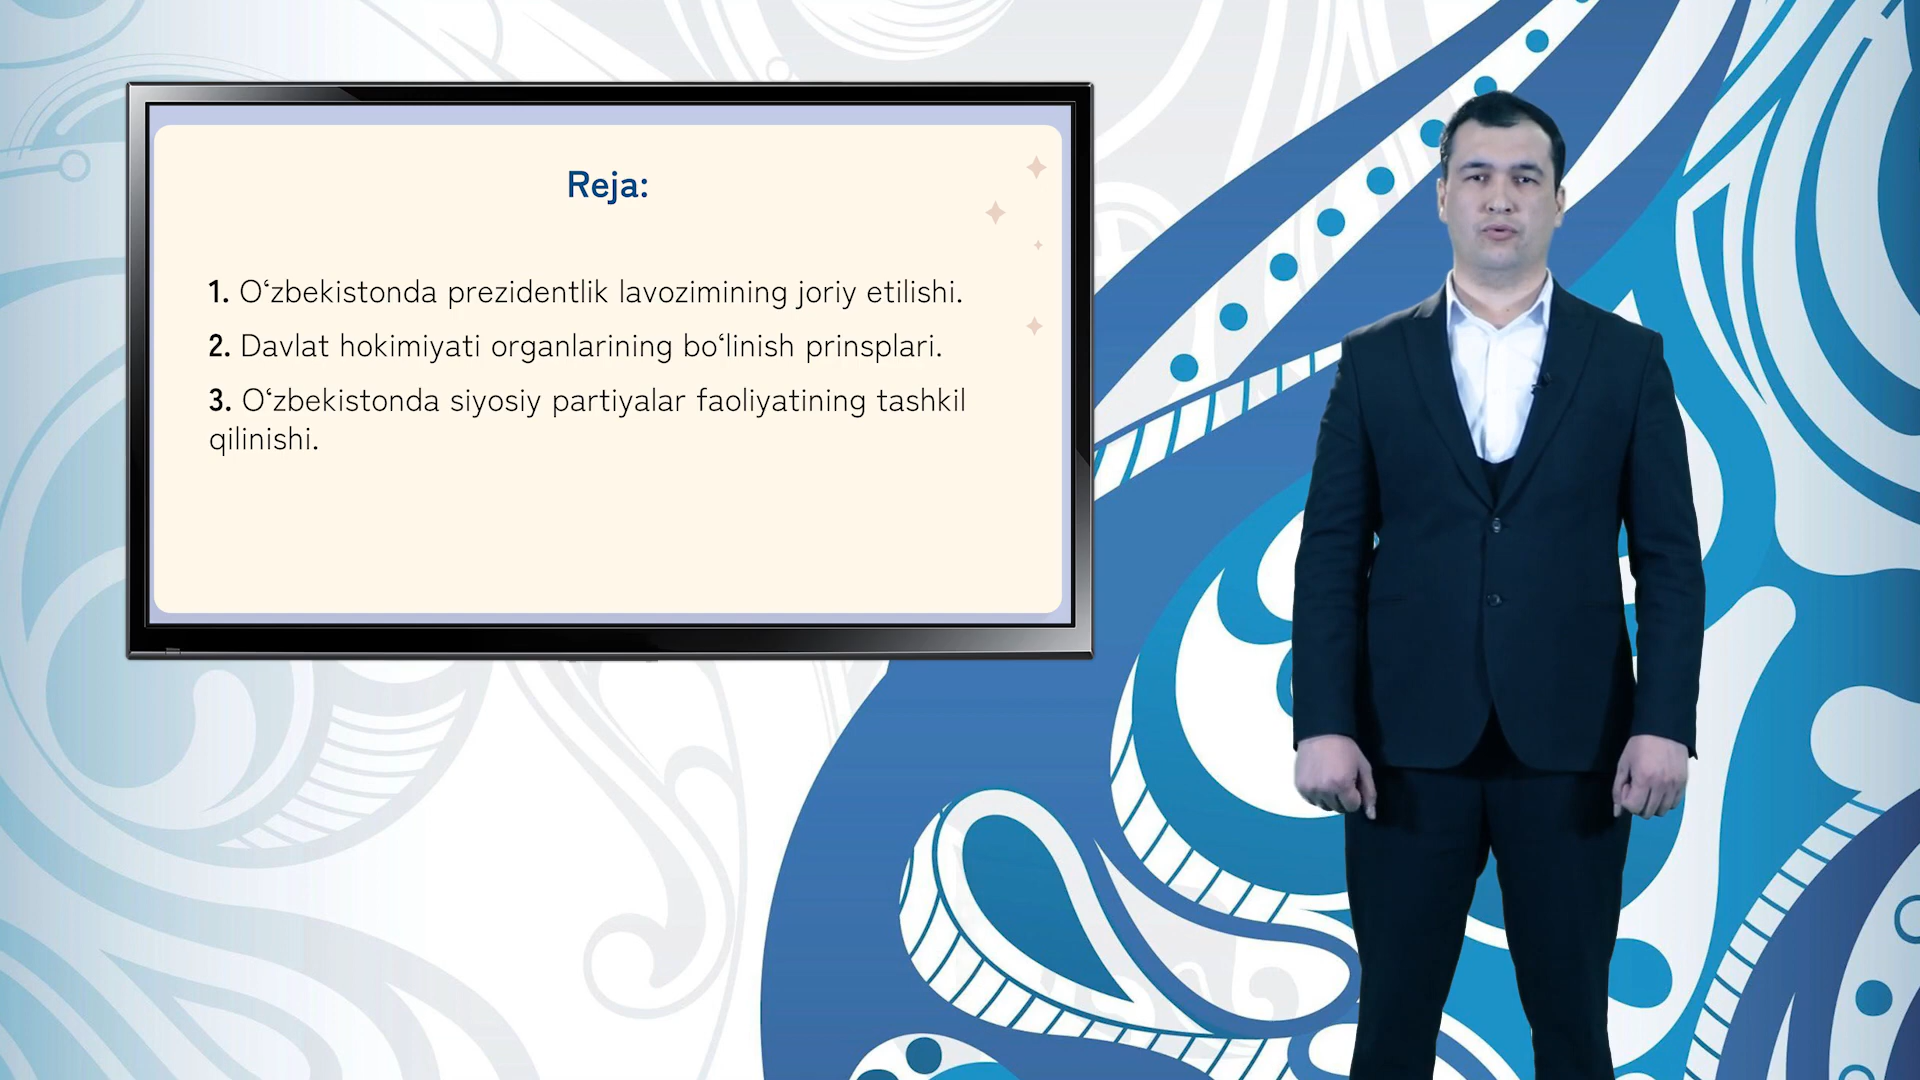 Reja:
1. O‘zbekistonda prezidentlik lavozimining joriy etilishi.
2. Davlat hokimiyati organlarining bo‘linish prinsplari.
3. O‘zbekistonda siyosiy partiyalar faoliyatining tashkil
qilinishi.